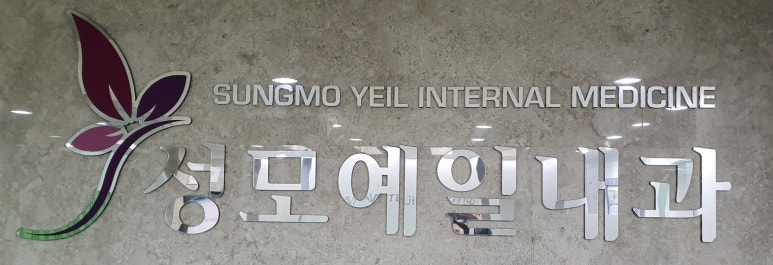 SUNGMO YEIL INTERNAL MEDICINE
성모예일내과